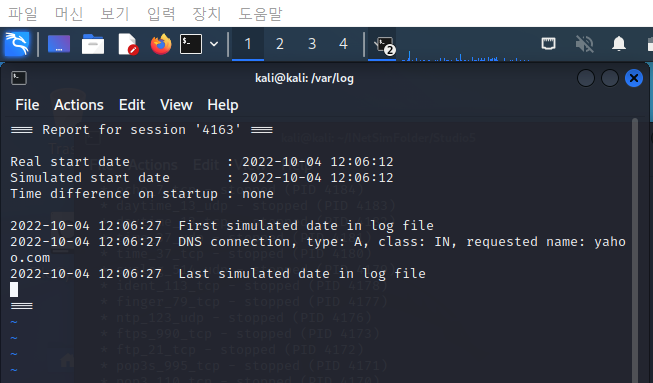 파일 머신 보기 입력 장치 도움말
1 2 3 4 2
kali@kali: /var/log
File Actions Edit View Help
=== Report for session '4163' ===
Real start date : 2022-10-04 12:06:12
Simulated start date : 2022-10-04 12:06:12
Time difference on startup : none
2022-10-04 12:06:27 First simulated date in log file
2022-10-04 12:06:27 DNS connection, type: A, class: IN, requested name: yaho
o.com
2022-10-04 12:06:27 Last simulated date in log file
===
~
~
~
~